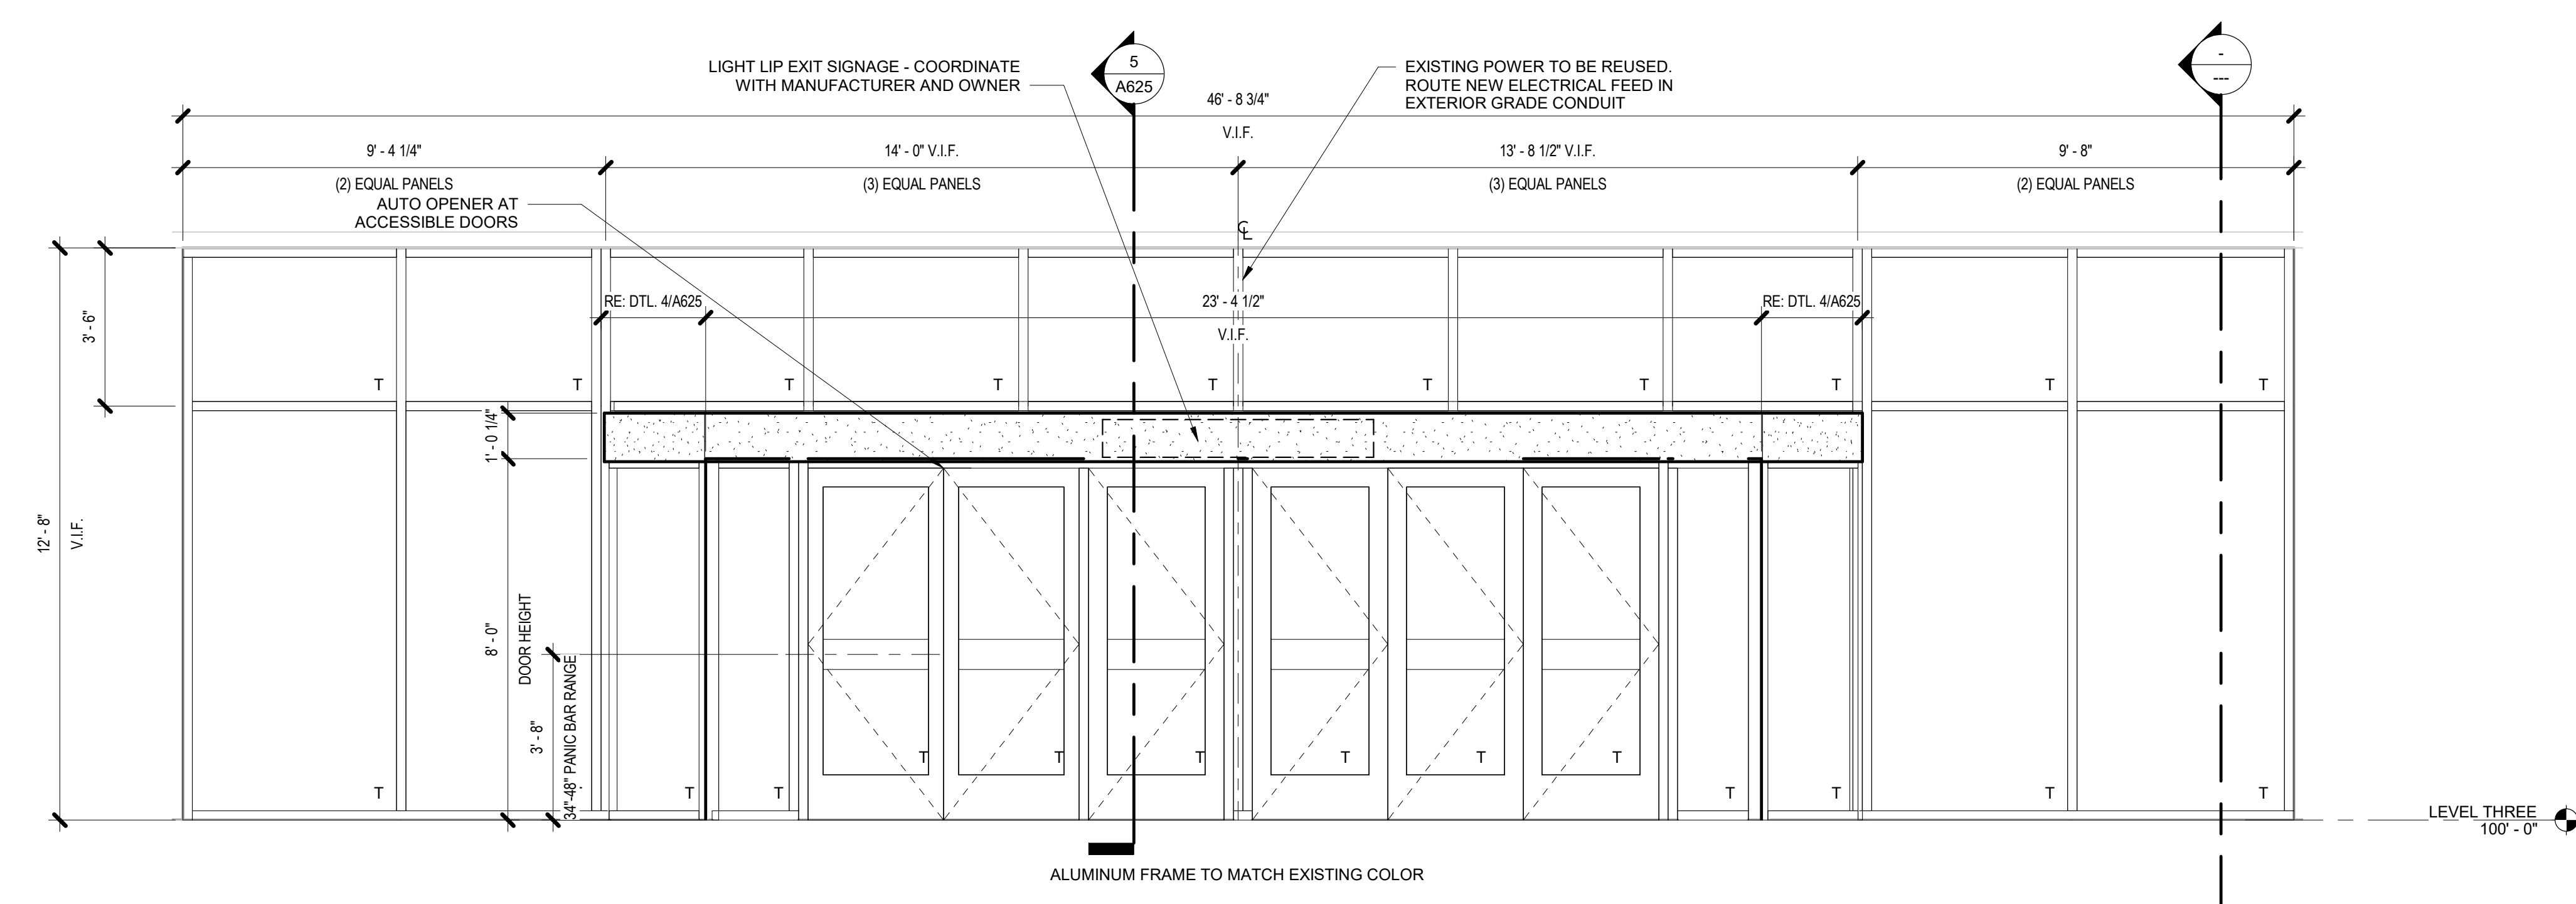 LIGHT LIP EXIT SIGNAGE - COORDINATE
WITH MANUFACTURER AND OWNER
5
A625
46' - 8 3/4"
V.I.F.
EXISTING POWER TO BE REUSED.
ROUTE NEW ELECTRICAL FEED IN
EXTERIOR GRADE CONDUIT
-
---
9' - 4 1/4"
(2) EQUAL PANELS
14' - 0" V.I.F.
(3) EQUAL PANELS
13' - 8 1/2" V.I.F.
(3) EQUAL PANELS
9' - 8"
(2) EQUAL PANELS
AUTO OPENER AT
ACCESSIBLE DOORS
CL
RE: DTL. 4/A625
23' - 4 1/2"
V.I.F.
RE: DTL. 4/A625
3' - 6"
T T T T T T T T T T
1' - 0 1/4"
12' - 8"
V.I.F.
8' - 0"
DOOR HEIGHT
3' - 8"
34"-48" PANIC BAR RANGE
T T T T T T
T T T T T T T
LEVEL THREE
100' - 0"
ALUMINUM FRAME TO MATCH EXISTING COLOR